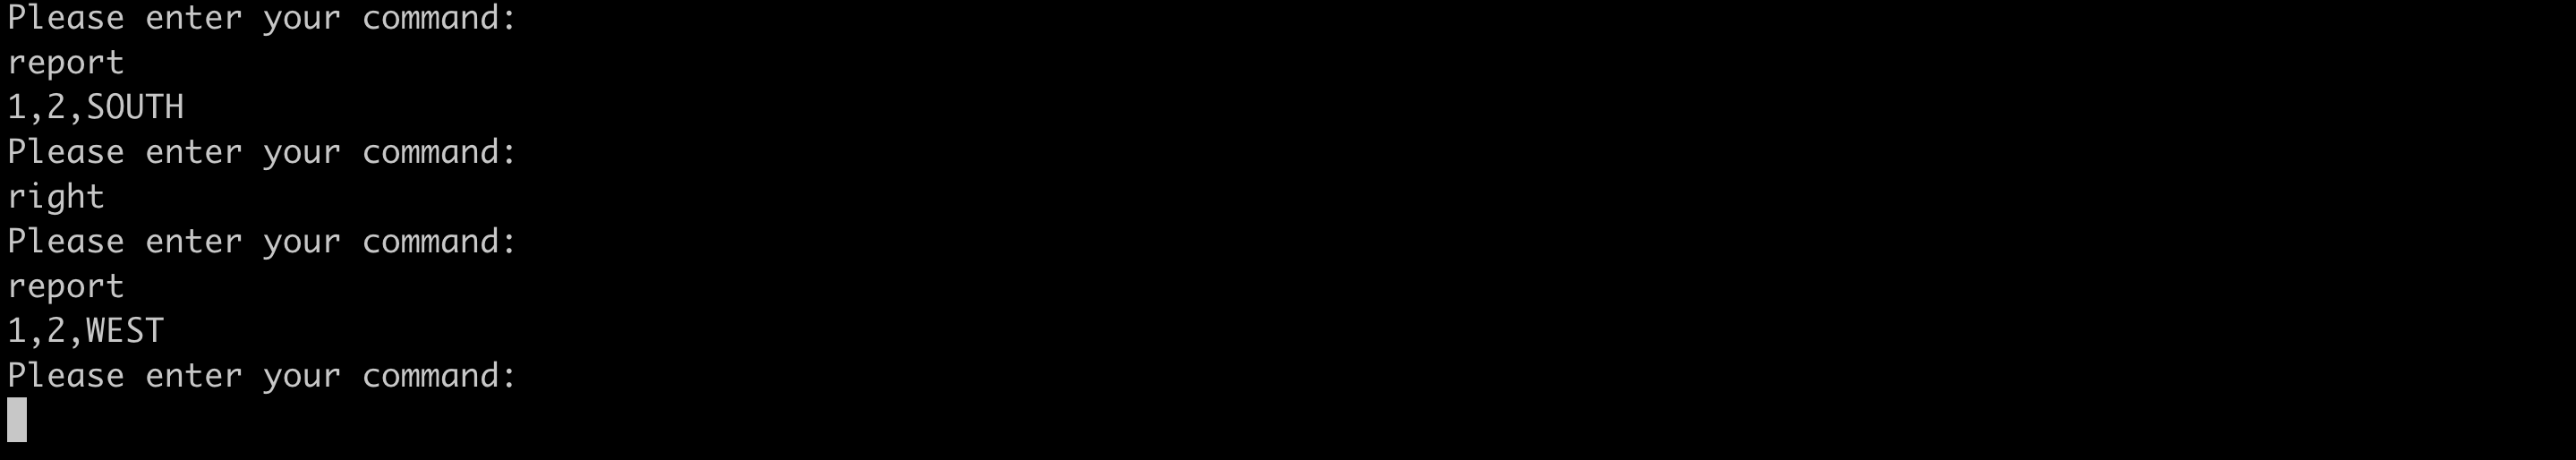 Please enter your command:
report
1,2,SOUTH
Please enter your command:
right
Please enter your command:
report
1,2,WEST
Please enter your command: